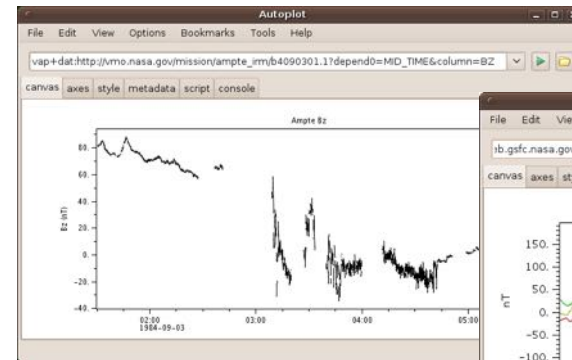 Autoplot
File Edit View Options Bookmarks Tools Help
vap+dat:http://vmo.nasa.gov/mission/ampte_irm/b4090301.1?depend0=MID_TIME&column=BZ
canvas axes style metadata script console
Ampte Bz
80.
60.
40.
20.
0.
-20.
-40.
Bz (nT)
02:00 03:00 04:00 05:00
1984-09-03
File Edit Vie
b.gsfc.nasa.gov
canvas axes st
150.
100.
50.
0.
-50.
-100.
nT